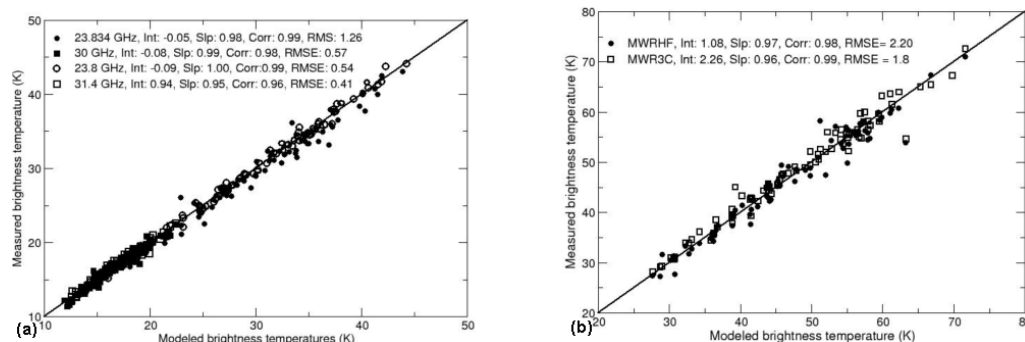 50
40
30
20
10
Measured brightness temperature (K)
23.834 GHz, Int: -0.05, Slp: 0.98, Corr: 0.99, RMS: 1.26
30 GHz, Int: -0.08, Slp: 0.99, Corr: 0.98, RMSE: 0.57
23.8 GHz, Int: -0.09, Slp: 1.00, Corr:0.99, RMSE: 0.54
31.4 GHz, Int: 0.94, Slp: 0.95, Corr: 0.96, RMSE: 0.41
10 20 30 40 50
Modeled brightness temperatures (K)
(a)
80
70
60
50
40
30
20
Measured brightness temperature (K)
MWRHF, Int: 1.08, Slp: 0.97, Corr: 0.98, RMSE= 2.20
MWR3C, Int: 2.26, Slp: 0.96, Corr: 0.99, RMSE = 1.8
20 30 40 50 60 70 80
Modeled brightness temperature (K)
(b)